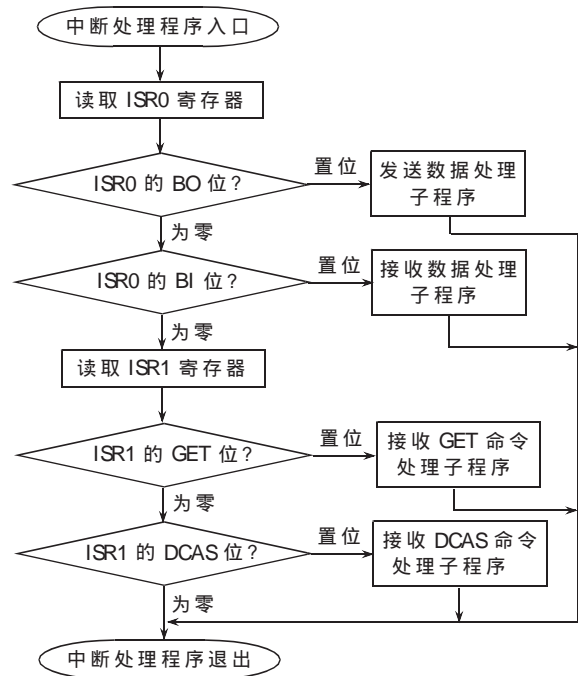 中断处理程序入口
读取 ISR0 寄存器
ISR0 的 BO 位?
置位
发送数据处理
子程序
为零
ISR0 的 BI 位?
置位
接收数据处理
子程序
为零
读取 ISR1 寄存器
ISR1 的 GET 位?
置位
接收 GET 命令
处理子程序
为零
ISR1 的 DCAS 位?
置位
接收 DCAS 命令
处理子程序
为零
中断处理程序退出